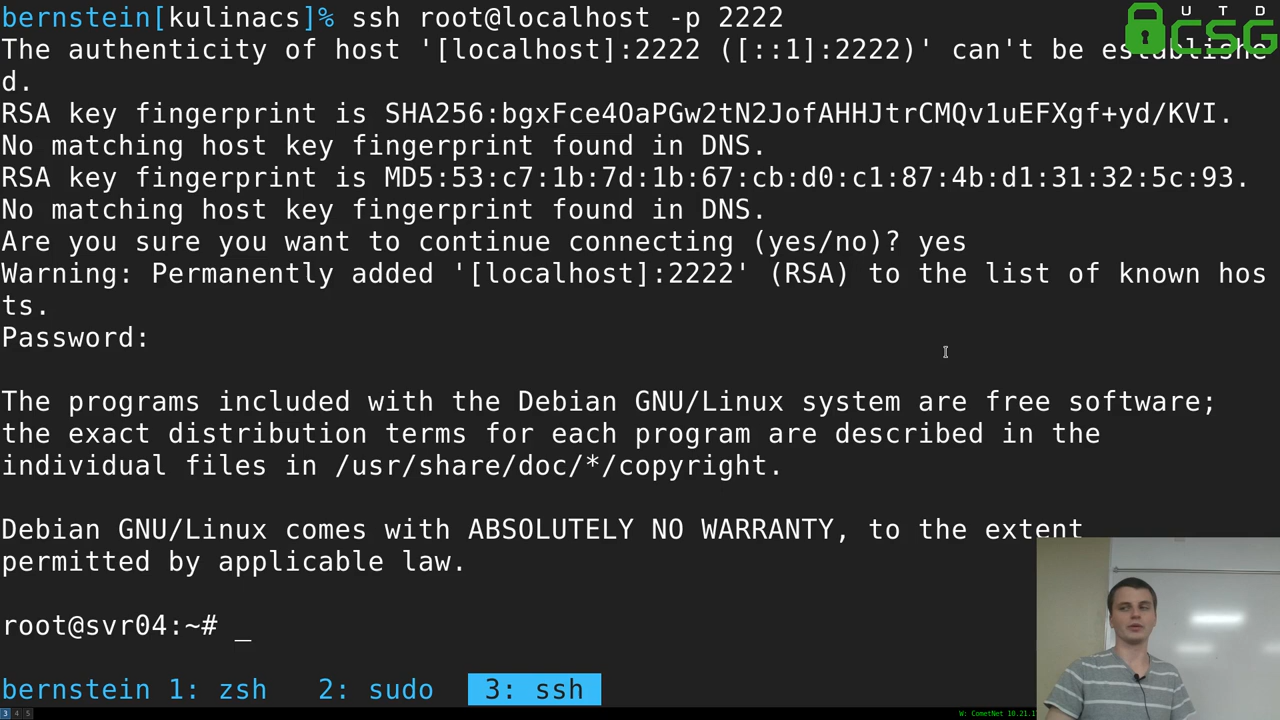 bernstein[kulinacs]% ssh root@localhost -p 2222
The authenticity of host '[localhost]:2222 ([::1]:2222)' can't be establishe
d.
RSA key fingerprint is SHA256:bgxFce4OaPGw2tN2JofAHHJtrCMQv1uEFXgf+yd/KVI.
No matching host key fingerprint found in DNS.
RSA key fingerprint is MD5:53:c7:1b:7d:1b:67:cb:d0:c1:87:4b:d1:31:32:5c:93.
No matching host key fingerprint found in DNS.
Are you sure you want to continue connecting (yes/no)? yes
Warning: Permanently added '[localhost]:2222' (RSA) to the list of known hos
ts.
Password:
The programs included with the Debian GNU/Linux system are free software;
the exact distribution terms for each program are described in the
individual files in /usr/share/doc/*/copyright.
Debian GNU/Linux comes with ABSOLUTELY NO WARRANTY, to the extent
permitted by applicable law.
root@svr04:~# _
bernstein 1: zsh 2: sudo 3: ssh
3 4 5
W: CometNet 10.21.1
UTD
CSG